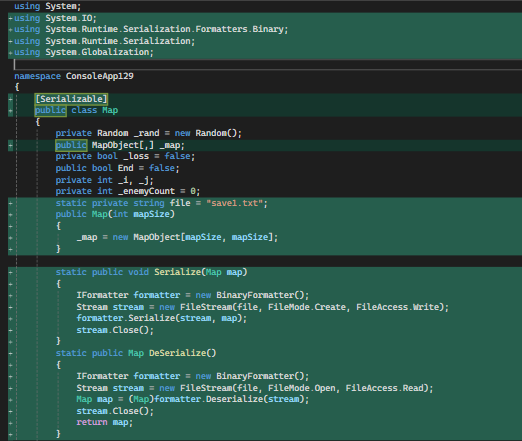 using System;
+using System.IO;
+using System.Runtime.Serialization.Formatters.Binary;
+using System.Runtime.Serialization;
+using System.Globalization;
namespace ConsoleApp129
{
+ [Serializable]
+ public class Map
{
private Random _rand = new Random();
+ public MapObject[,] _map;
private bool _loss = false;
public bool End = false;
private int _i, _j;
private int _enemyCount = 0;
+ static private string file = "save1.txt";
+ public Map(int mapSize)
+ {
+ _map = new MapObject[mapSize, mapSize];
+ }
+ static public void Serialize(Map map)
+ {
+ IFormatter formatter = new BinaryFormatter();
+ Stream stream = new FileStream(file, FileMode.Create, FileAccess.Write);
+ formatter.Serialize(stream, map);
+ stream.Close();
+ }
+ static public Map DeSerialize()
+ {
+ IFormatter formatter = new BinaryFormatter();
+ Stream stream = new FileStream(file, FileMode.Open, FileAccess.Read);
+ Map map = (Map)formatter.Deserialize(stream);
+ stream.Close();
+ return map;
+ }